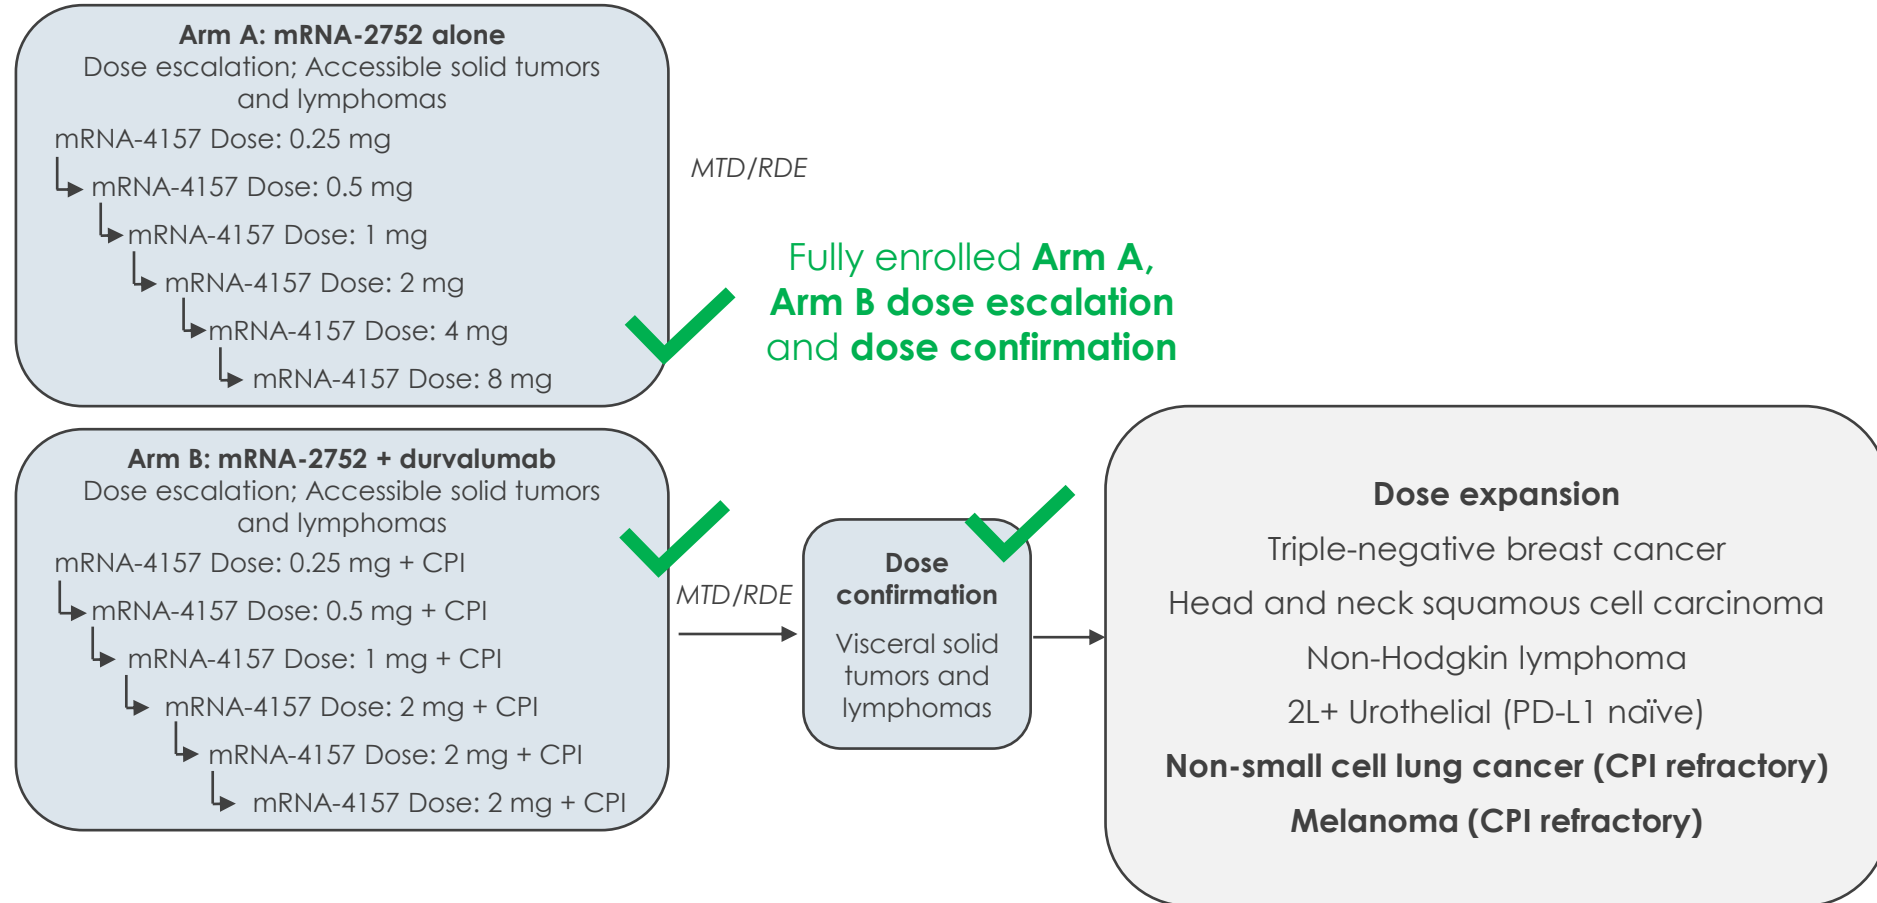 Arm A: mRNA-2752 alone
Dose escalation; Accessible solid tumors
and lymphomas
mRNA-4157 Dose: 0.25 mg
mRNA-4157 Dose: 0.5 mg
mRNA-4157 Dose: 1 mg
mRNA-4157 Dose: 2 mg
mRNA-4157 Dose: 4 mg
mRNA-4157 Dose: 8 mg
MTD/RDE
Fully enrolled Arm A,
Arm B dose escalation
and dose confirmation
Arm B: mRNA-2752 + durvalumab
Dose escalation; Accessible solid tumors
and lymphomas
mRNA-4157 Dose: 0.25 mg + CPI
mRNA-4157 Dose: 0.5 mg + CPI
mRNA-4157 Dose: 1 mg + CPI
mRNA-4157 Dose: 2 mg + CPI
mRNA-4157 Dose: 2 mg + CPI
mRNA-4157 Dose: 2 mg + CPI
MTD/RDE
Dose
confirmation
Visceral solid
tumors and
lymphomas
Dose expansion
Triple-negative breast cancer
Head and neck squamous cell carcinoma
Non-Hodgkin lymphoma
2L+ Urothelial (PD-L1 naïve)
Non-small cell lung cancer (CPI refractory)
Melanoma (CPI refractory)